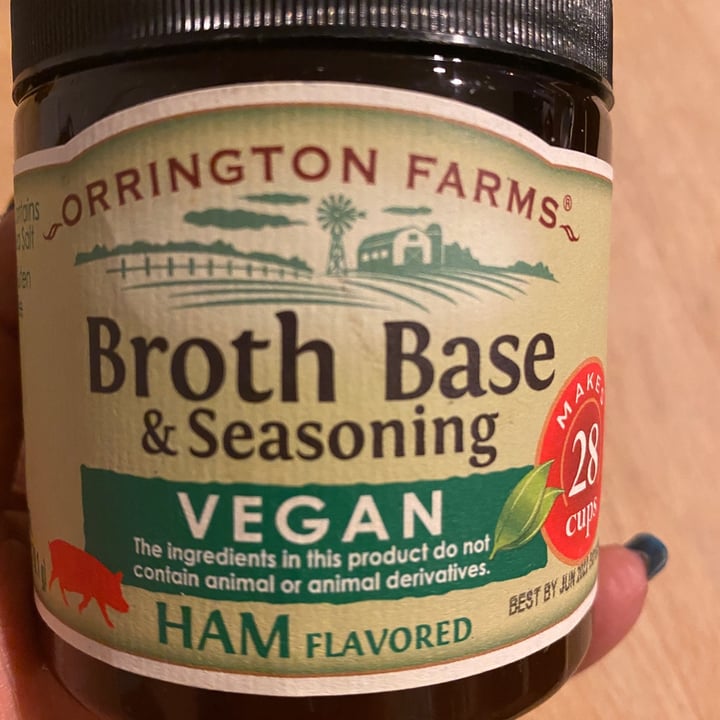 ORRINGTON FARMS®
Broth Base
& Seasoning
MAKES
28
cups
VEGAN
The ingredients in this product do not
contain animal or animal derivatives.
HAM FLAVORED
BEST BY JUN